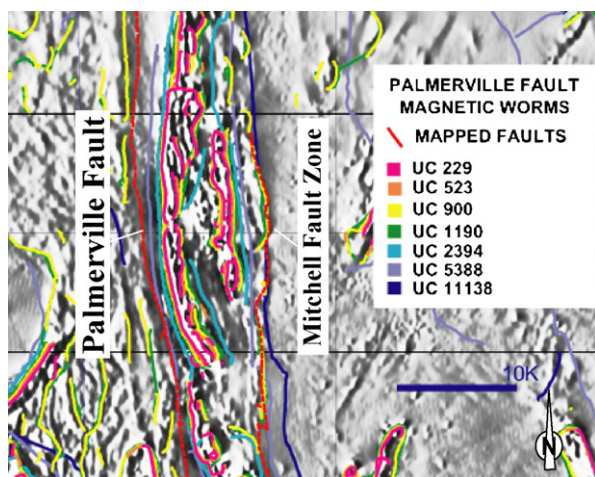 PALMERVILLE FAULT
MAGNETIC WORMS
MAPPED FAULTS
UC 229
UC 523
UC 900
UC 1190
UC 2394
UC 5388
UC 11138
Palmerville Fault
Mitchell Fault Zone
10K
N